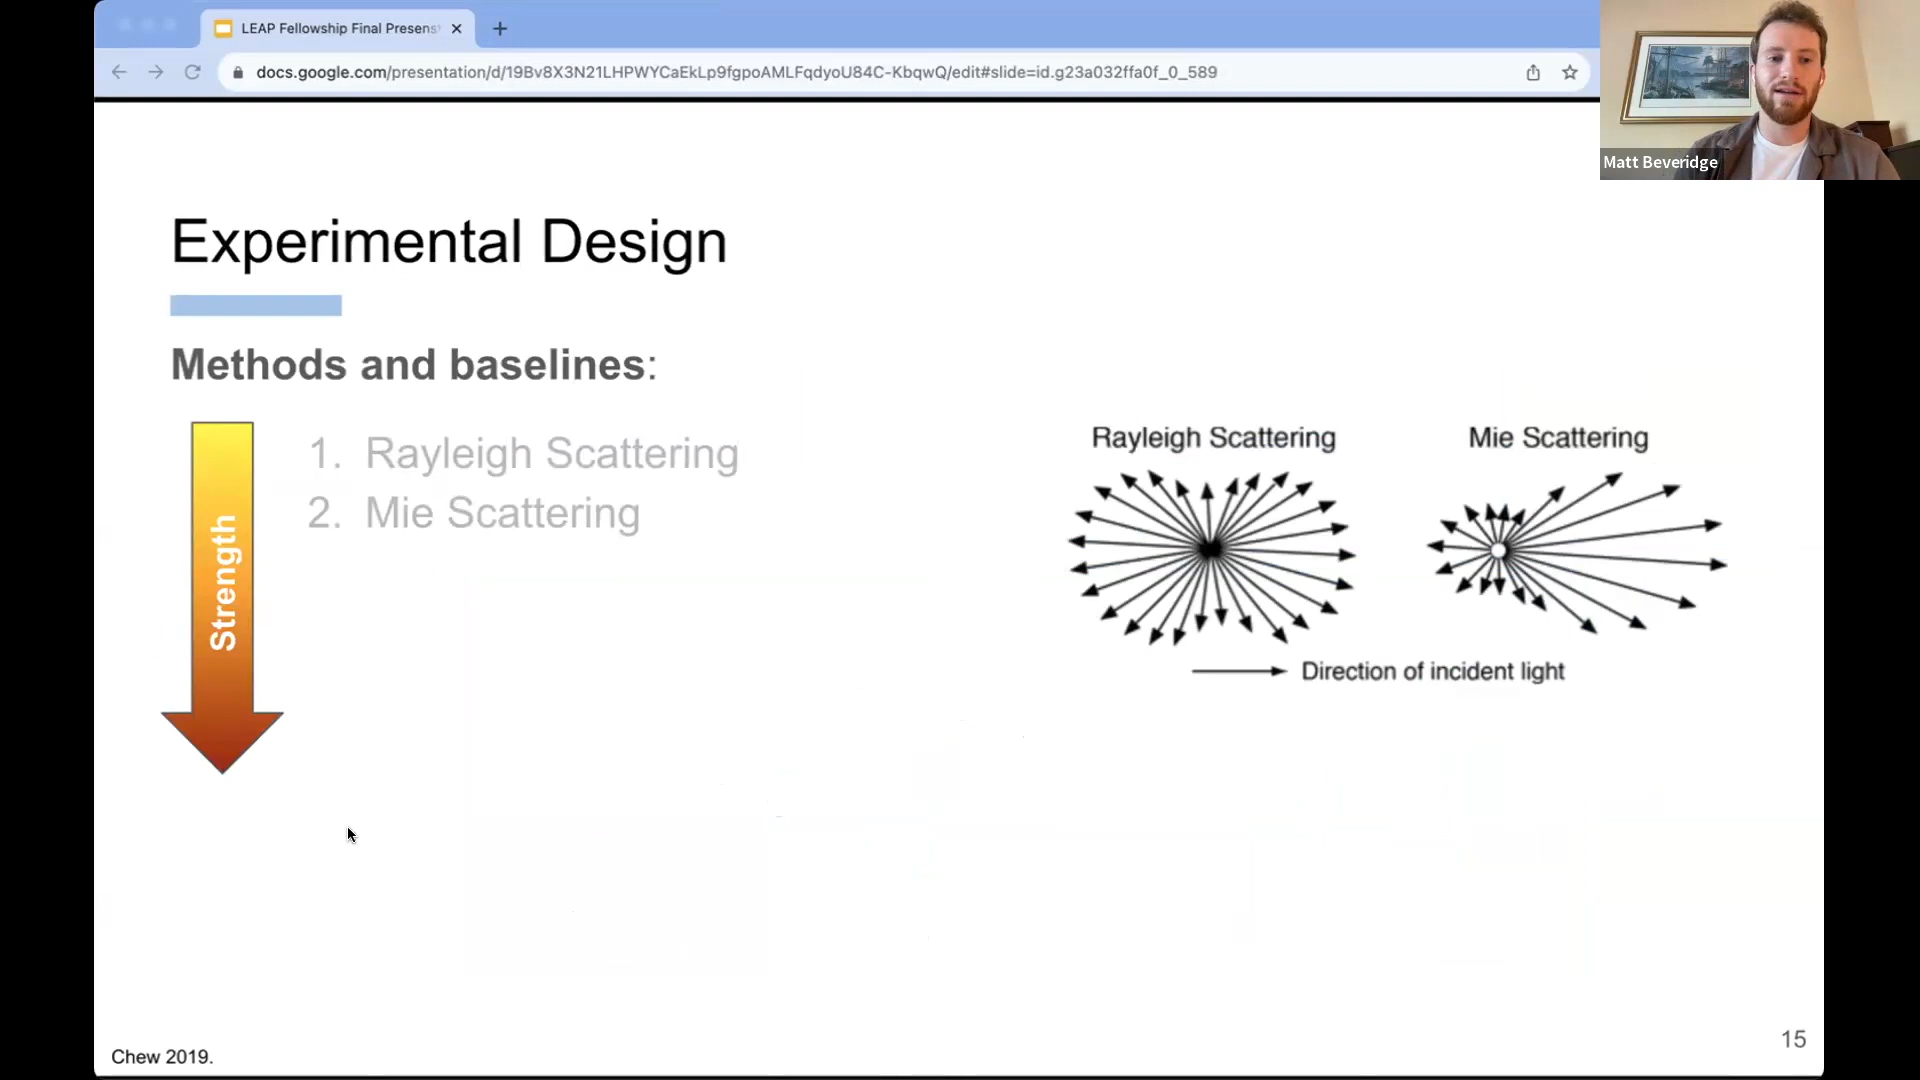 LEAP Fellowship Final Presens
docs.google.com/presentation/d/19Bv8X3N21LHPWYCaEkLp9fgpoAMLFqdyoU84C-KbqwQ/edit#slide=id.g23a032ffa0f_0_589
Matt Beveridge
Experimental Design
Methods and baselines:
Strength
1. Rayleigh Scattering
2. Mie Scattering
Rayleigh Scattering
Mie Scattering
Direction of incident light
Chew 2019.
15